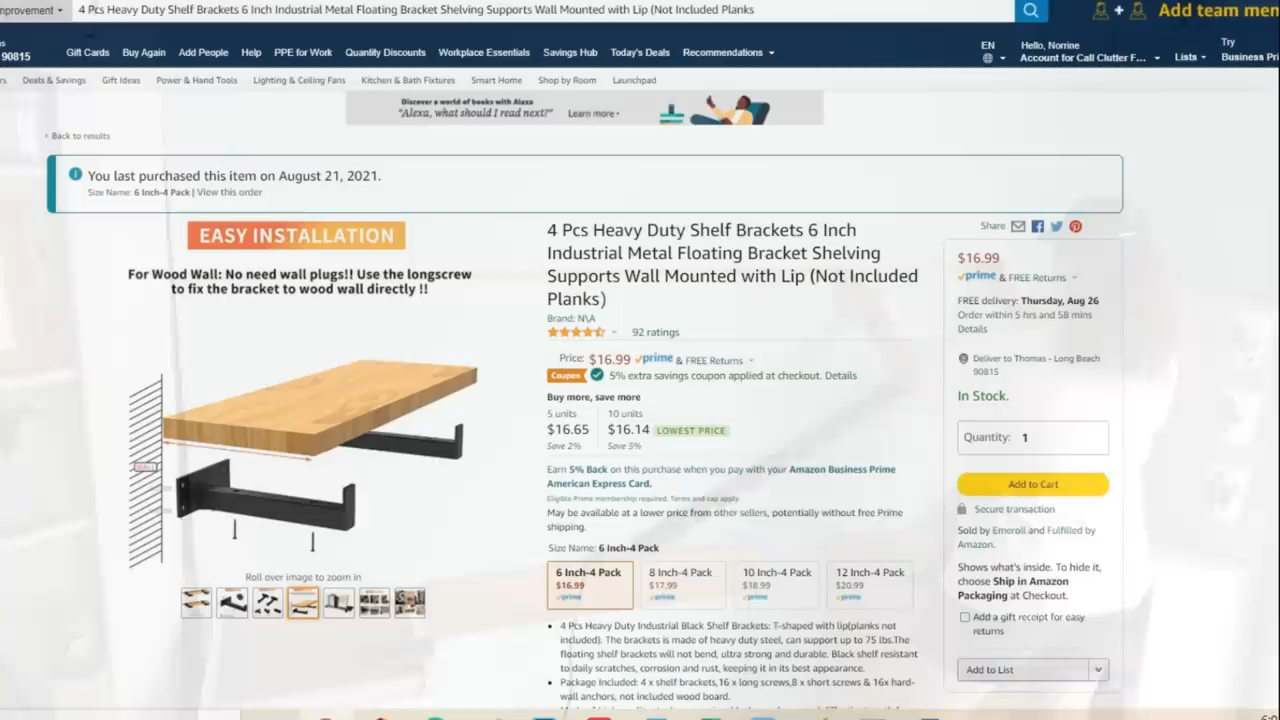 mprovement
4 Pcs Heavy Duty Shelf Brackets 6 Inch Industrial Metal Floating Bracket Shelving Supports Wall Mounted with Lip (Not Included Planks
Add team mem
90815
Gift Cards Buy Again Add People Help PPE for Work Quantity Discounts Workplace Essentials Savings Hub Today's Deals Recommendations
EN
Hello, Norrine
Account for Call Clutter F...
Lists
Try
Business Pri
Deals & Savings Gift Ideas Power & Hand Tools Lighting & Ceiling Fans Kitchen & Bath Fixtures Smart Home Shop by Room Launchpad
Discover a world of books with Alexa
"Alexa, what should I read next?"
Learn more
‹ Back to results
You last purchased this item on August 21, 2021.
Size Name: 6 Inch-4 Pack | View this order
EASY INSTALLATION
For Wood Wall: No need wall plugs!! Use the longscrew
to fix the bracket to wood wall directly !!
WALL
Roll over image to zoom in
4 Pcs Heavy Duty Shelf Brackets 6 Inch
Industrial Metal Floating Bracket Shelving
Supports Wall Mounted with Lip (Not Included
Planks)
Brand: N\A
92 ratings
Price: $16.99 prime & FREE Returns
Coupon 5% extra savings coupon applied at checkout. Details
Buy more, save more
5 units 10 units
$16.65 $16.14 LOWEST PRICE
Save 2% Save 5%
Earn 5% Back on this purchase when you pay with your Amazon Business Prime
American Express Card.
Eligible Prime membership required. Terms and cap apply
May be available at a lower price from other sellers, potentially without free Prime
shipping.
Size Name: 6 Inch-4 Pack
6 Inch-4 Pack 8 Inch-4 Pack 10 Inch-4 Pack 12 Inch-4 Pack
$16.99 $17.99 $18.99 $20.99
prime prime prime prime
• 4 Pcs Heavy Duty Industrial Black Shelf Brackets: T-shaped with lip(planks not
included). The brackets is made of heavy duty steel, can support up to 75 lbs.The
floating shelf brackets will not bend, ultra strong and durable. Black shelf resistant
to daily scratches, corrosion and rust, keeping it in its best appearance.
• Package Included: 4 x shelf brackets,16 x long screws,8 x short screws & 16x hard-
wall anchors, not included wood board.
Share
$16.99
prime & FREE Returns
FREE delivery: Thursday, Aug 26
Order within 5 hrs and 58 mins
Details
Deliver to Thomas - Long Beach
90815
In Stock.
Quantity: 1
Add to Cart
Secure transaction
Sold by Emeroll and Fulfilled by
Amazon.
Shows what's inside. To hide it,
choose Ship in Amazon
Packaging at Checkout.
Add a gift receipt for easy
returns
Add to List